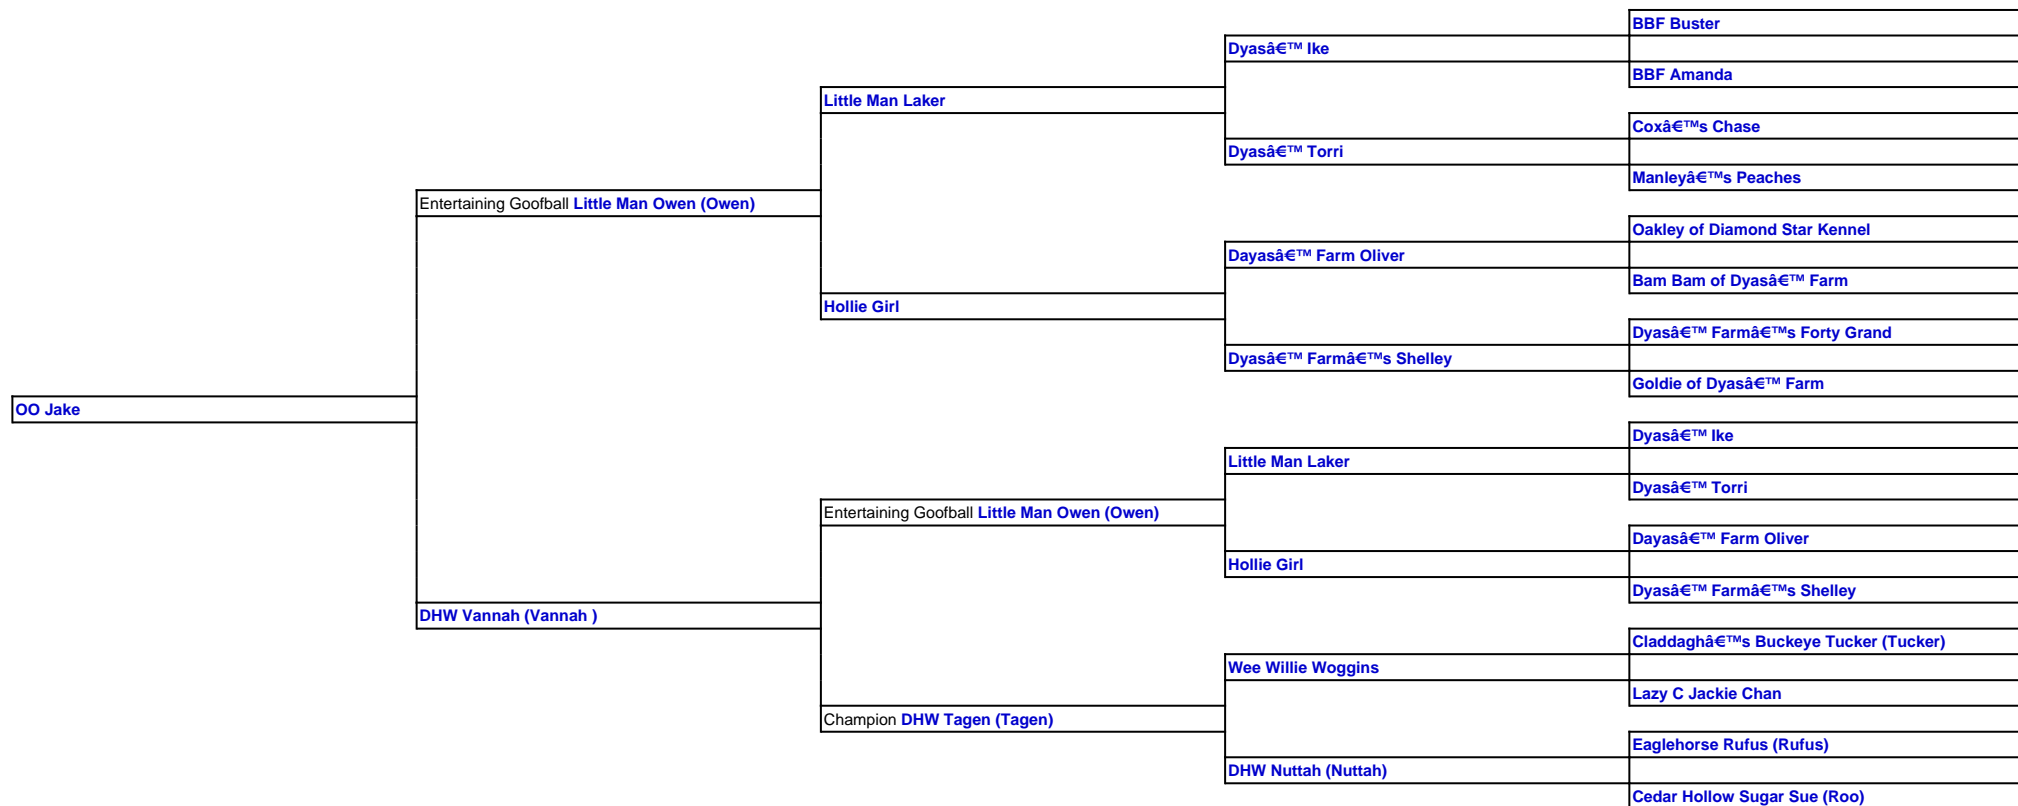 BBF Buster
Dyasâ€™ Ike
BBF Amanda
Little Man Laker
Coxâ€™s Chase
Dyasâ€™ Torri
Manleyâ€™s Peaches
Entertaining Goofball Little Man Owen (Owen)
Oakley of Diamond Star Kennel
Dayasâ€™ Farm Oliver
Bam Bam of Dyasâ€™ Farm
Hollie Girl
Dyasâ€™ Farmâ€™s Forty Grand
Dyasâ€™ Farmâ€™s Shelley
Goldie of Dyasâ€™ Farm
OO Jake
Dyasâ€™ Ike
Little Man Laker
Dyasâ€™ Torri
Entertaining Goofball Little Man Owen (Owen)
Dayasâ€™ Farm Oliver
Hollie Girl
Dyasâ€™ Farmâ€™s Shelley
DHW Vannah (Vannah )
Claddaghâ€™s Buckeye Tucker (Tucker)
Wee Willie Woggins
Lazy C Jackie Chan
Champion DHW Tagen (Tagen)
Eaglehorse Rufus (Rufus)
DHW Nuttah (Nuttah)
Cedar Hollow Sugar Sue (Roo)